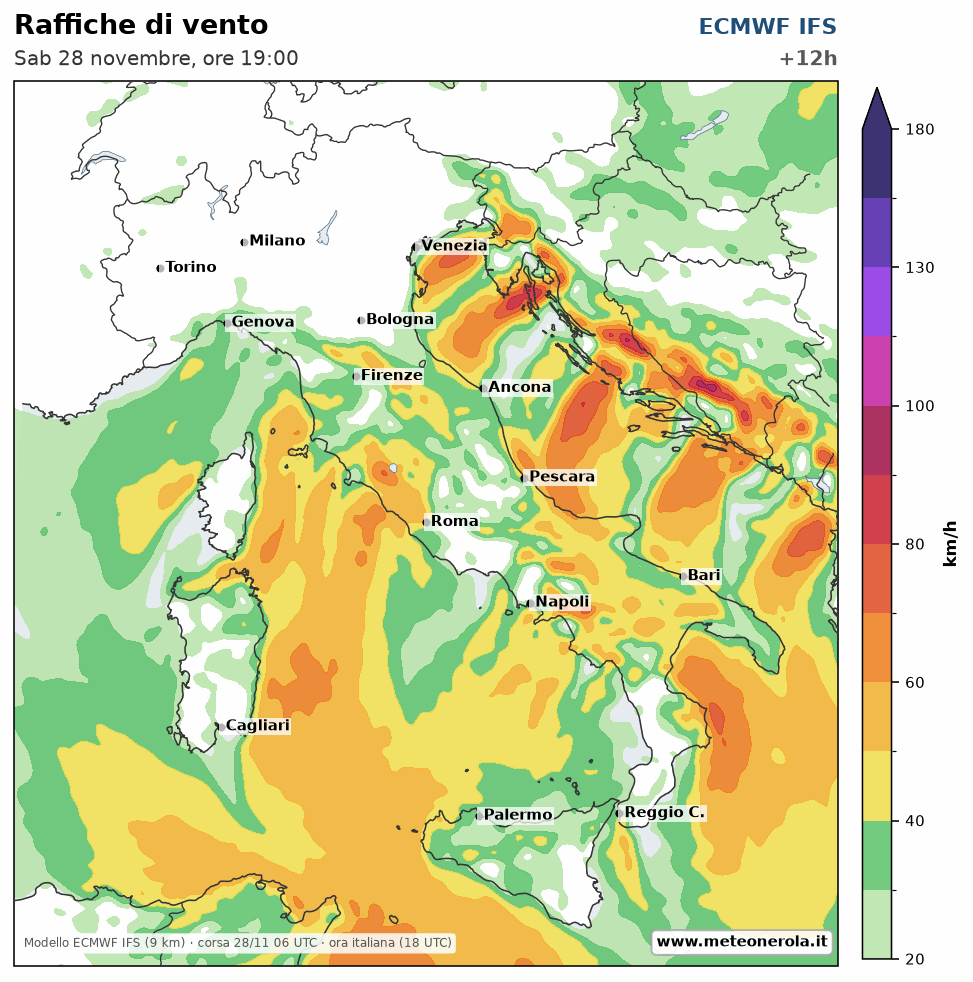 Raffiche di vento
ECMWF IFS
Sab 28 novembre, ore 19:00
+12h
Venezia
Milano
Torino
Genova
Bologna
Firenze
Ancona
Pescara
Roma
Bari
Napoli
Cagliari
Palermo
Reggio C.
180
130
100
80
60
40
20
km/h
Modello ECMWF IFS (9 km) · corsa 28/11 06 UTC · ora italiana (18 UTC)
www.meteonerola.it